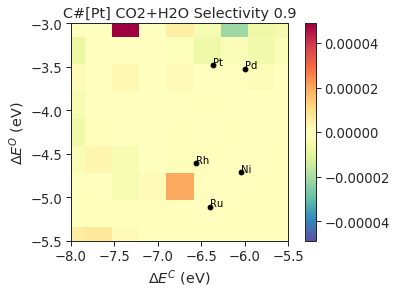 C#[Pt] CO2+H2O Selectivity 0.9
−3.0
−3.5
−4.0
−4.5
−5.0
−5.5
ΔE^O (eV)
Pt
Pd
Rh
Ni
Ru
−8.0 −7.5 −7.0 −6.5 −6.0 −5.5
ΔE^C (eV)
0.00004
0.00002
0.00000
−0.00002
−0.00004